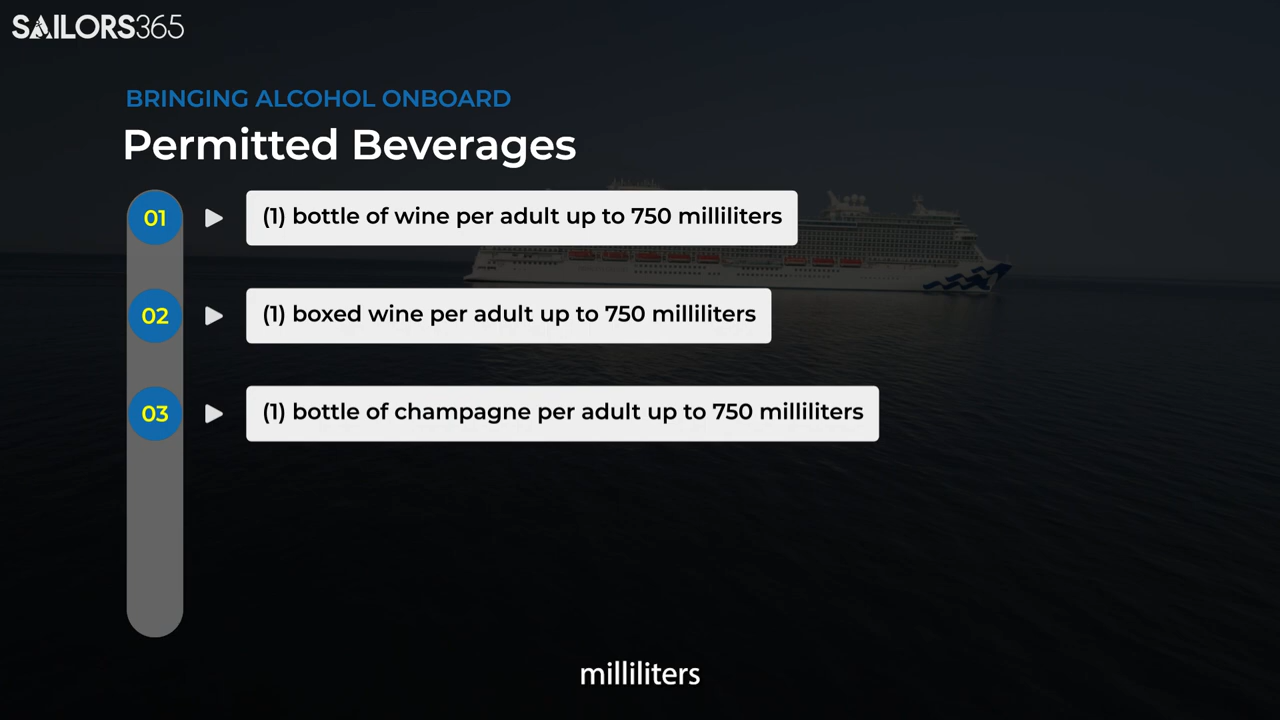 SAILORS365
BRINGING ALCOHOL ONBOARD
Permitted Beverages
01
(1) bottle of wine per adult up to 750 milliliters
02
(1) boxed wine per adult up to 750 milliliters
03
(1) bottle of champagne per adult up to 750 milliliters
milliliters